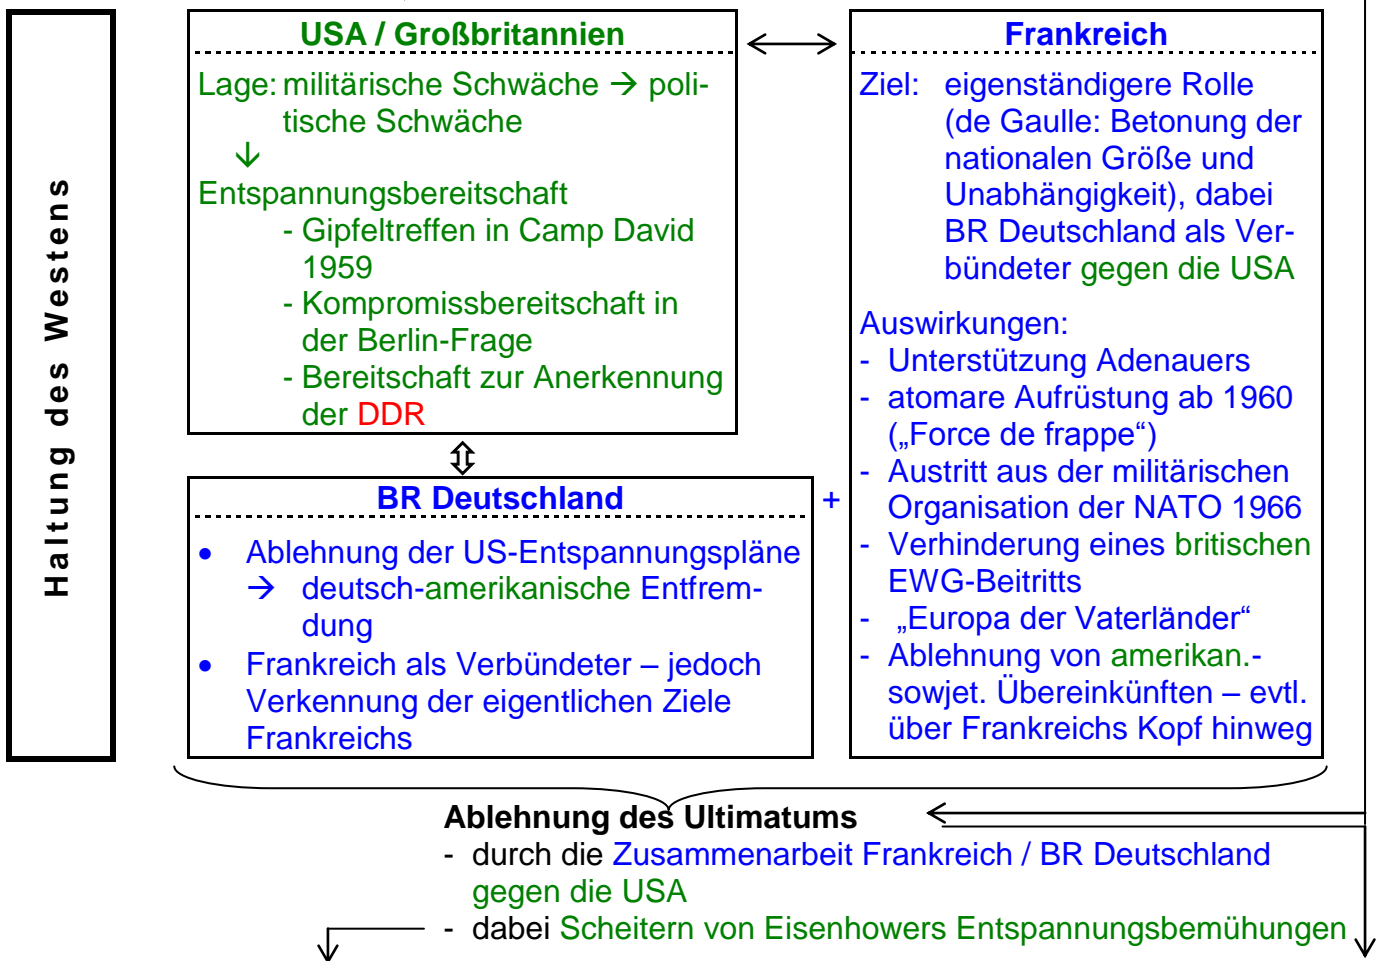 Haltung des Westens
USA / Großbritannien
Lage: militärische Schwäche → poli-
tische Schwäche
↓
Entspannungsbereitschaft
- Gipfeltreffen in Camp David
1959
- Kompromissbereitschaft in
der Berlin-Frage
- Bereitschaft zur Anerkennung
der DDR
Frankreich
Ziel: eigenständigere Rolle
(de Gaulle: Betonung der
nationalen Größe und
Unabhängigkeit), dabei
BR Deutschland als Ver-
bündeter gegen die USA
Auswirkungen:
- Unterstützung Adenauers
- atomare Aufrüstung ab 1960
(„Force de frappe“)
- Austritt aus der militärischen
Organisation der NATO 1966
- Verhinderung eines britischen
EWG-Beitritts
- „Europa der Vaterländer“
- Ablehnung von amerikan.-
sowjet. Übereinkünften – evtl.
über Frankreichs Kopf hinweg
BR Deutschland
+
• Ablehnung der US-Entspannungspläne
→ deutsch-amerikanische Entfrem-
dung
• Frankreich als Verbündeter – jedoch
Verkennung der eigentlichen Ziele
Frankreichs
Ablehnung des Ultimatums
- durch die Zusammenarbeit Frankreich / BR Deutschland
gegen die USA
- dabei Scheitern von Eisenhowers Entspannungsbemühungen